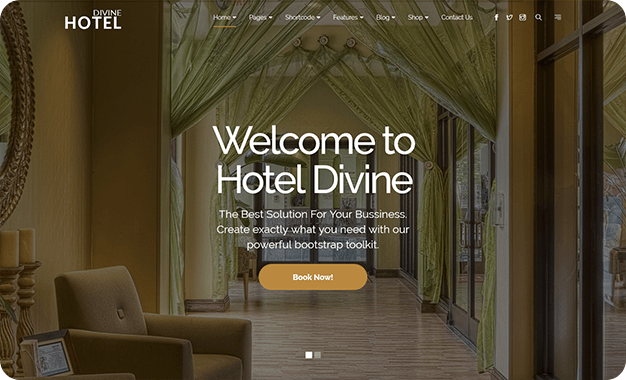 DIVINE
HOTEL
Home Pages Shortcode Features Blog Shop Contact Us
Welcome to
Hotel Divine
The Best Solution For Your Bussiness.
Create exactly what you need with our
powerful bootstrap toolkit.
Book Now!